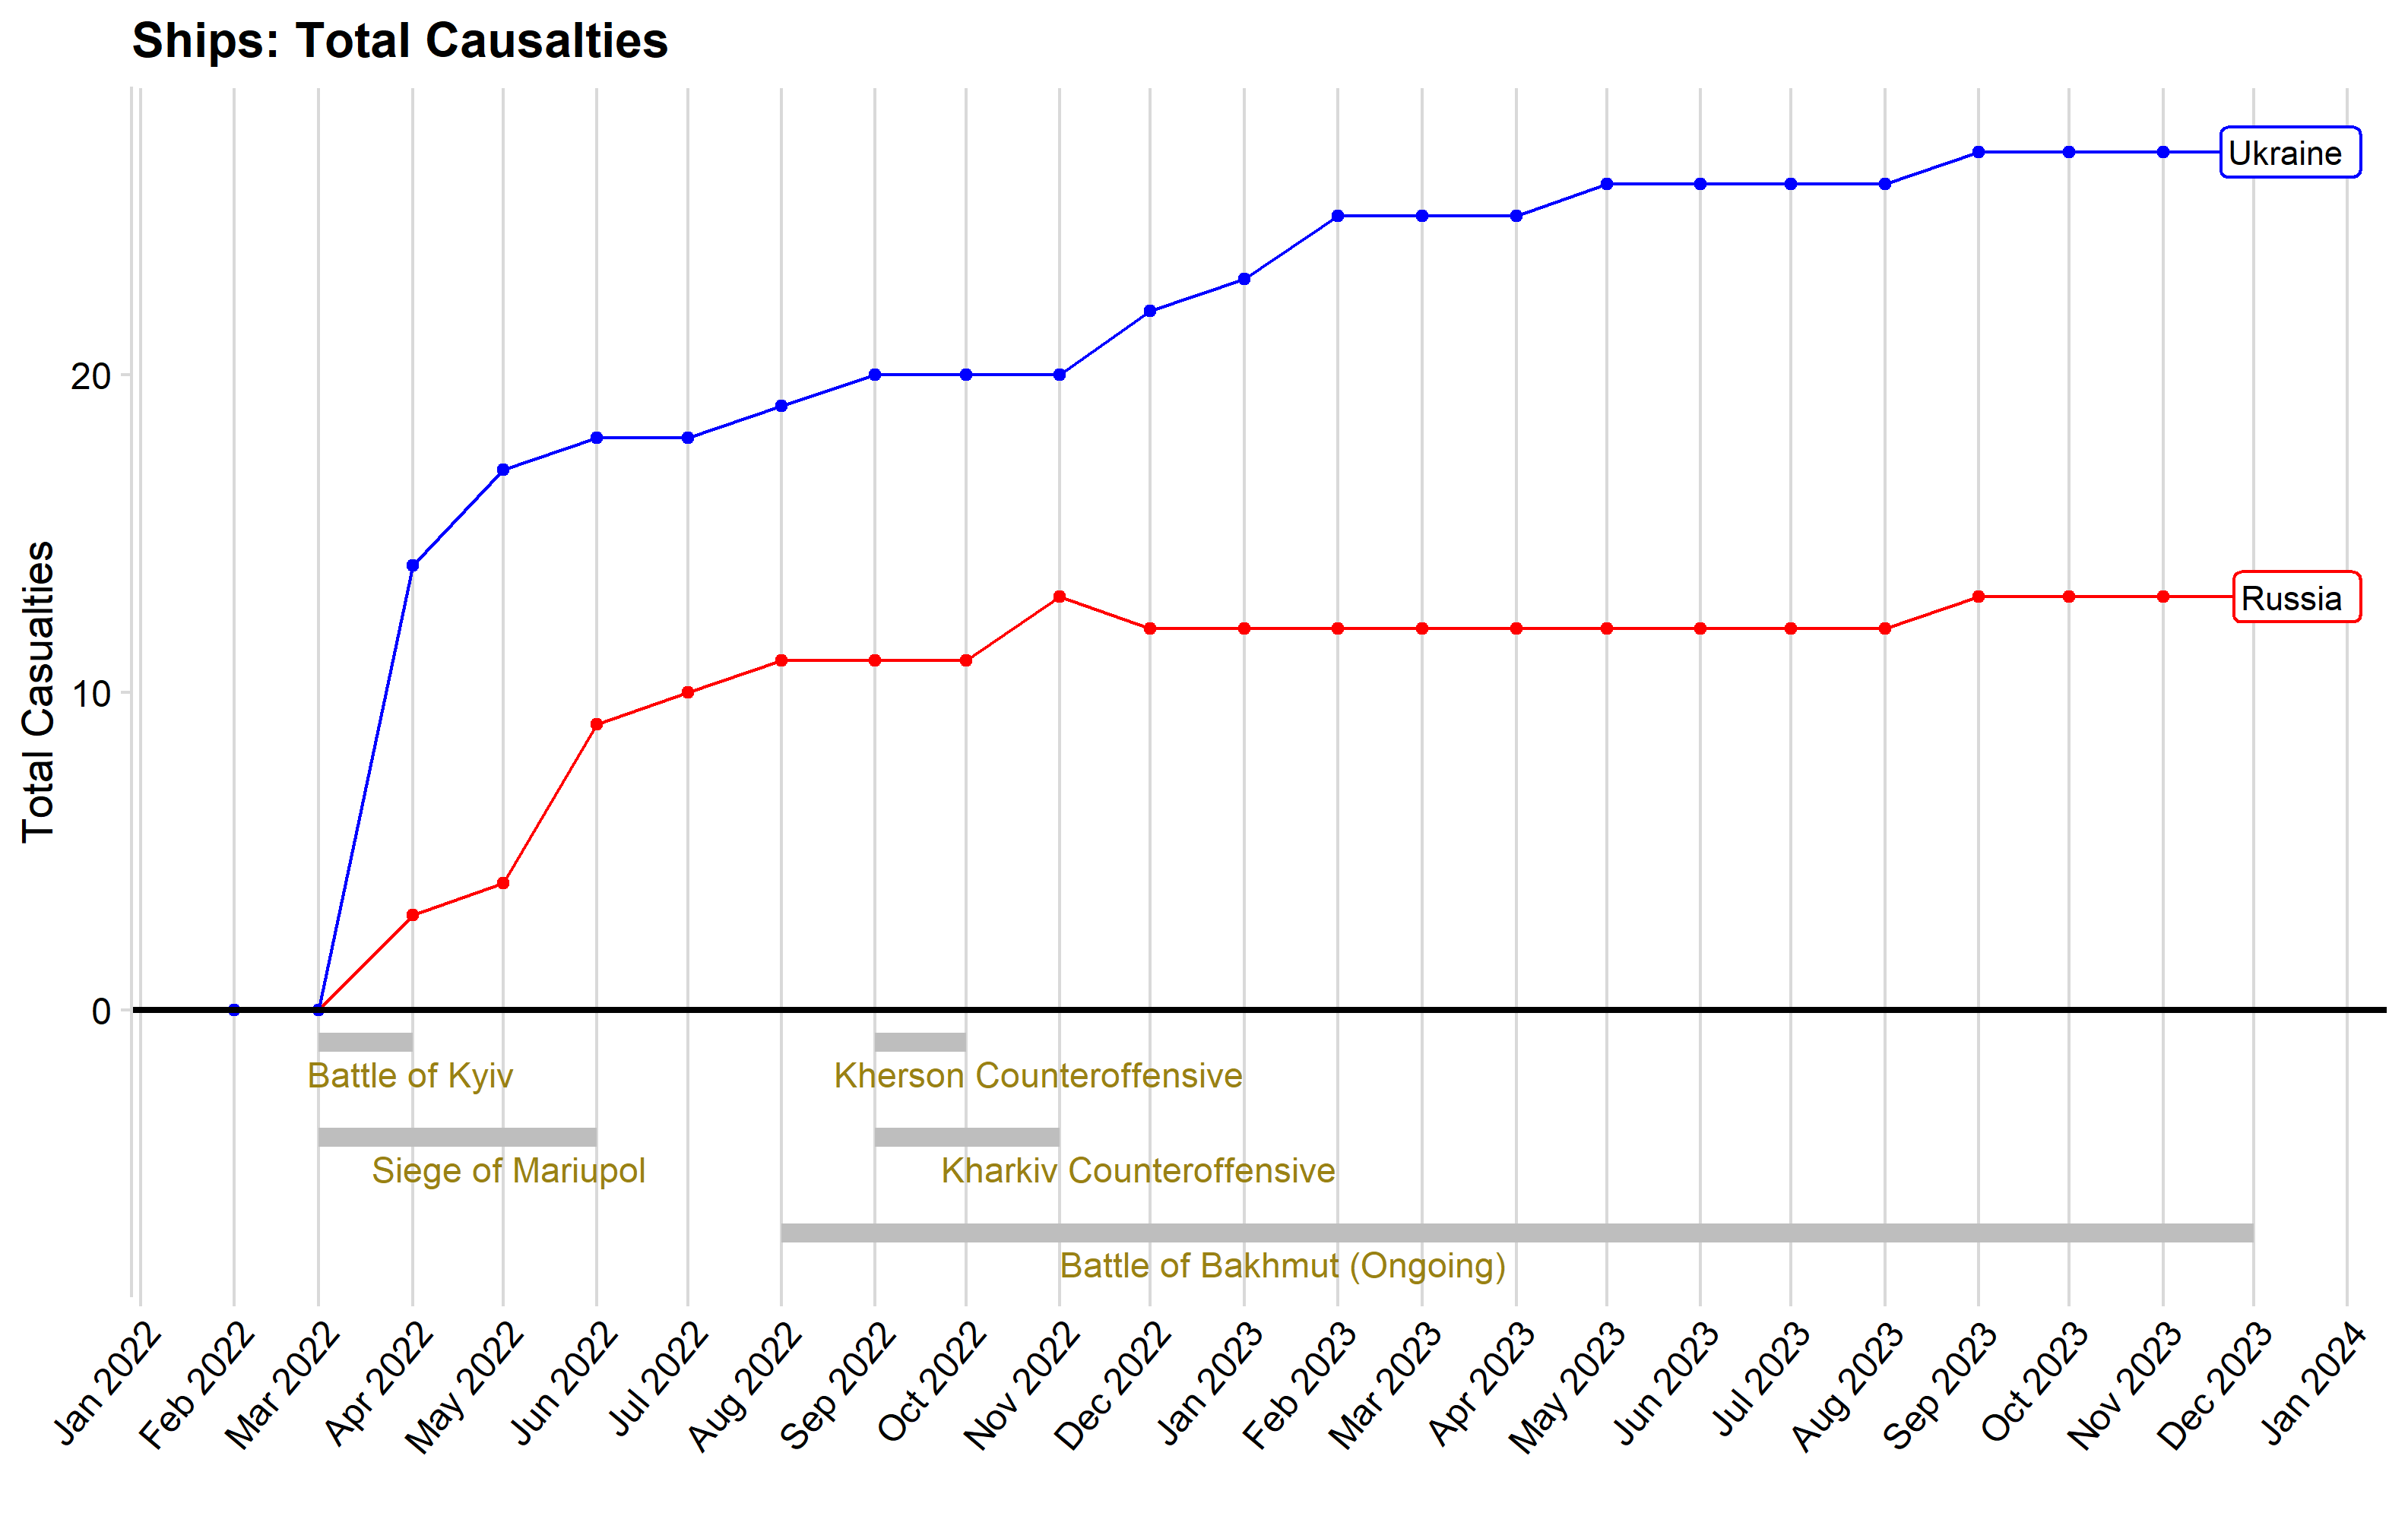 Ships: Total Causalties
Total Casualties
20
10
0
Ukraine
Russia
Battle of Kyiv
Kherson Counteroffensive
Siege of Mariupol
Kharkiv Counteroffensive
Battle of Bakhmut (Ongoing)
Jan 2022
Feb 2022
Mar 2022
Apr 2022
May 2022
Jun 2022
Jul 2022
Aug 2022
Sep 2022
Oct 2022
Nov 2022
Dec 2022
Jan 2023
Feb 2023
Mar 2023
Apr 2023
May 2023
Jun 2023
Jul 2023
Aug 2023
Sep 2023
Oct 2023
Nov 2023
Dec 2023
Jan 2024